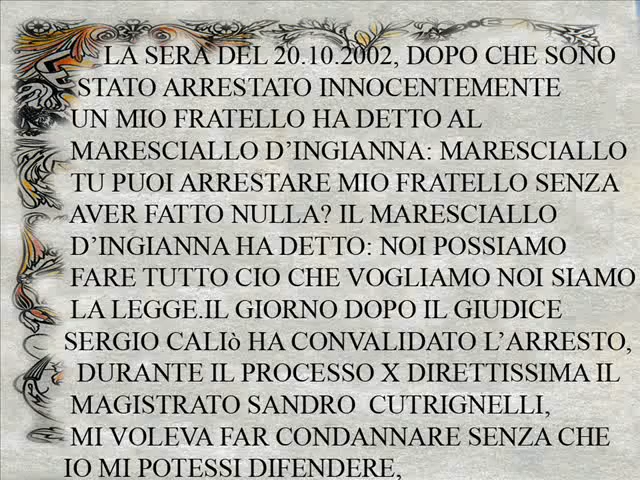 LA SERA DEL 20.10.2002, DOPO CHE SONO
STATO ARRESTATO INNOCENTEMENTE
UN MIO FRATELLO HA DETTO AL
MARESCIALLO D’INGIANNA: MARESCIALLO
TU PUOI ARRESTARE MIO FRATELLO SENZA
AVER FATTO NULLA? IL MARESCIALLO
D’INGIANNA HA DETTO: NOI POSSIAMO
FARE TUTTO CIO CHE VOGLIAMO NOI SIAMO
LA LEGGE.IL GIORNO DOPO IL GIUDICE
SERGIO CALIò HA CONVALIDATO L’ARRESTO,
DURANTE IL PROCESSO X DIRETTISSIMA IL
MAGISTRATO SANDRO CUTRIGNELLI,
MI VOLEVA FAR CONDANNARE SENZA CHE
IO MI POTESSI DIFENDERE,